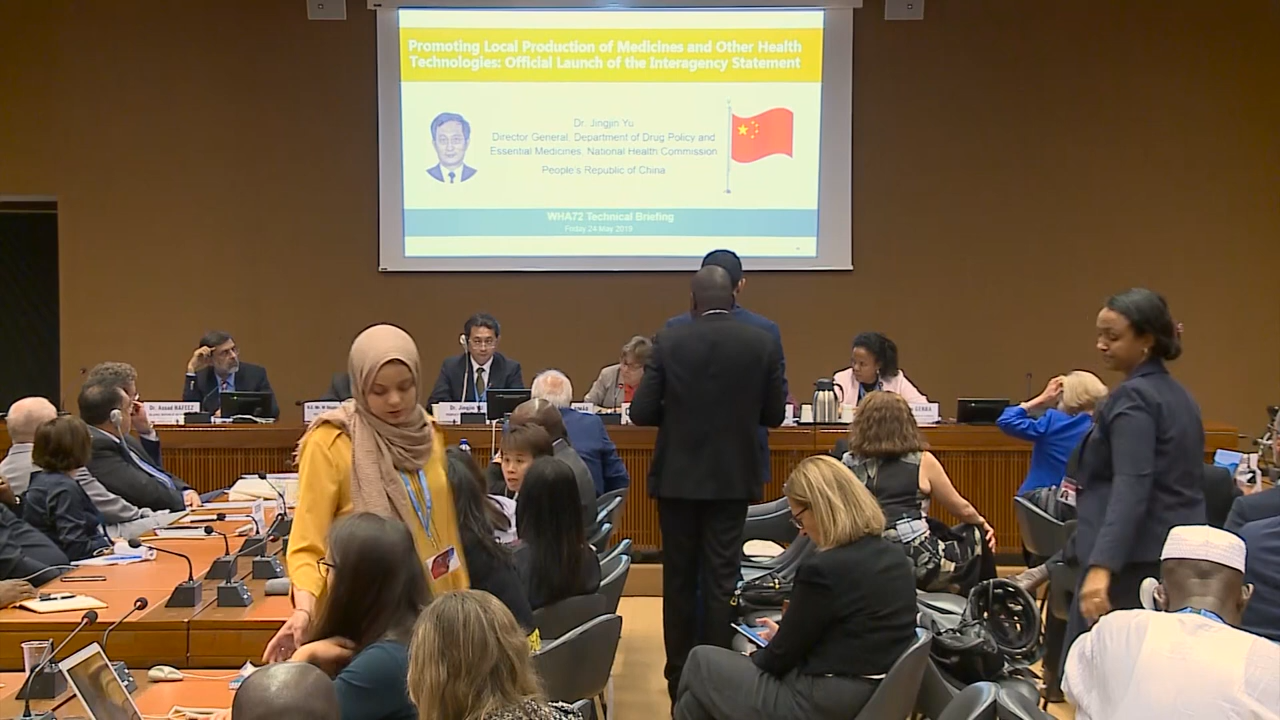 Promoting Local Production of Medicines and Other Health
Technologies: Official Launch of the Interagency Statement
Dr. Jingjin Yu
Director General, Department of Drug Policy and
Essential Medicines, National Health Commission
People's Republic of China
WHA72 Technical Briefing
Friday 24 May 2019
Dr. Assad HAFEEZ
H.E. Mr M
Dr. Jingjin YU